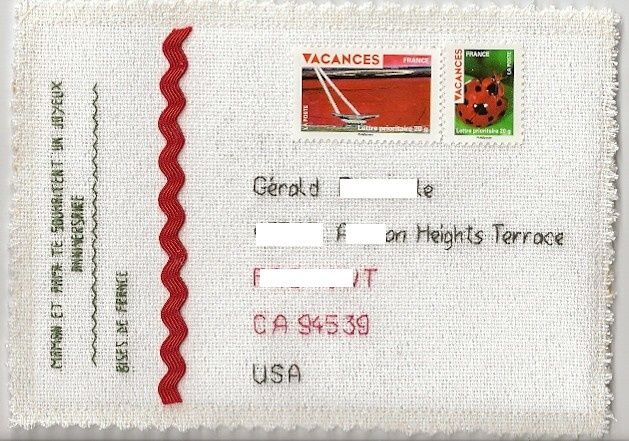 MAMAN ET PAPA TE SOUHAITENT UN JOYEUX
ANNIVERSAIRE
BISES DE FRANCE
VACANCES FRANCE
LA POSTE
Lettre prioritaire 20 g
VACANCES
FRANCE
LA POSTE
Lettre prioritaire 20 g
Gérald
Heights Terrace
CA 94539
USA